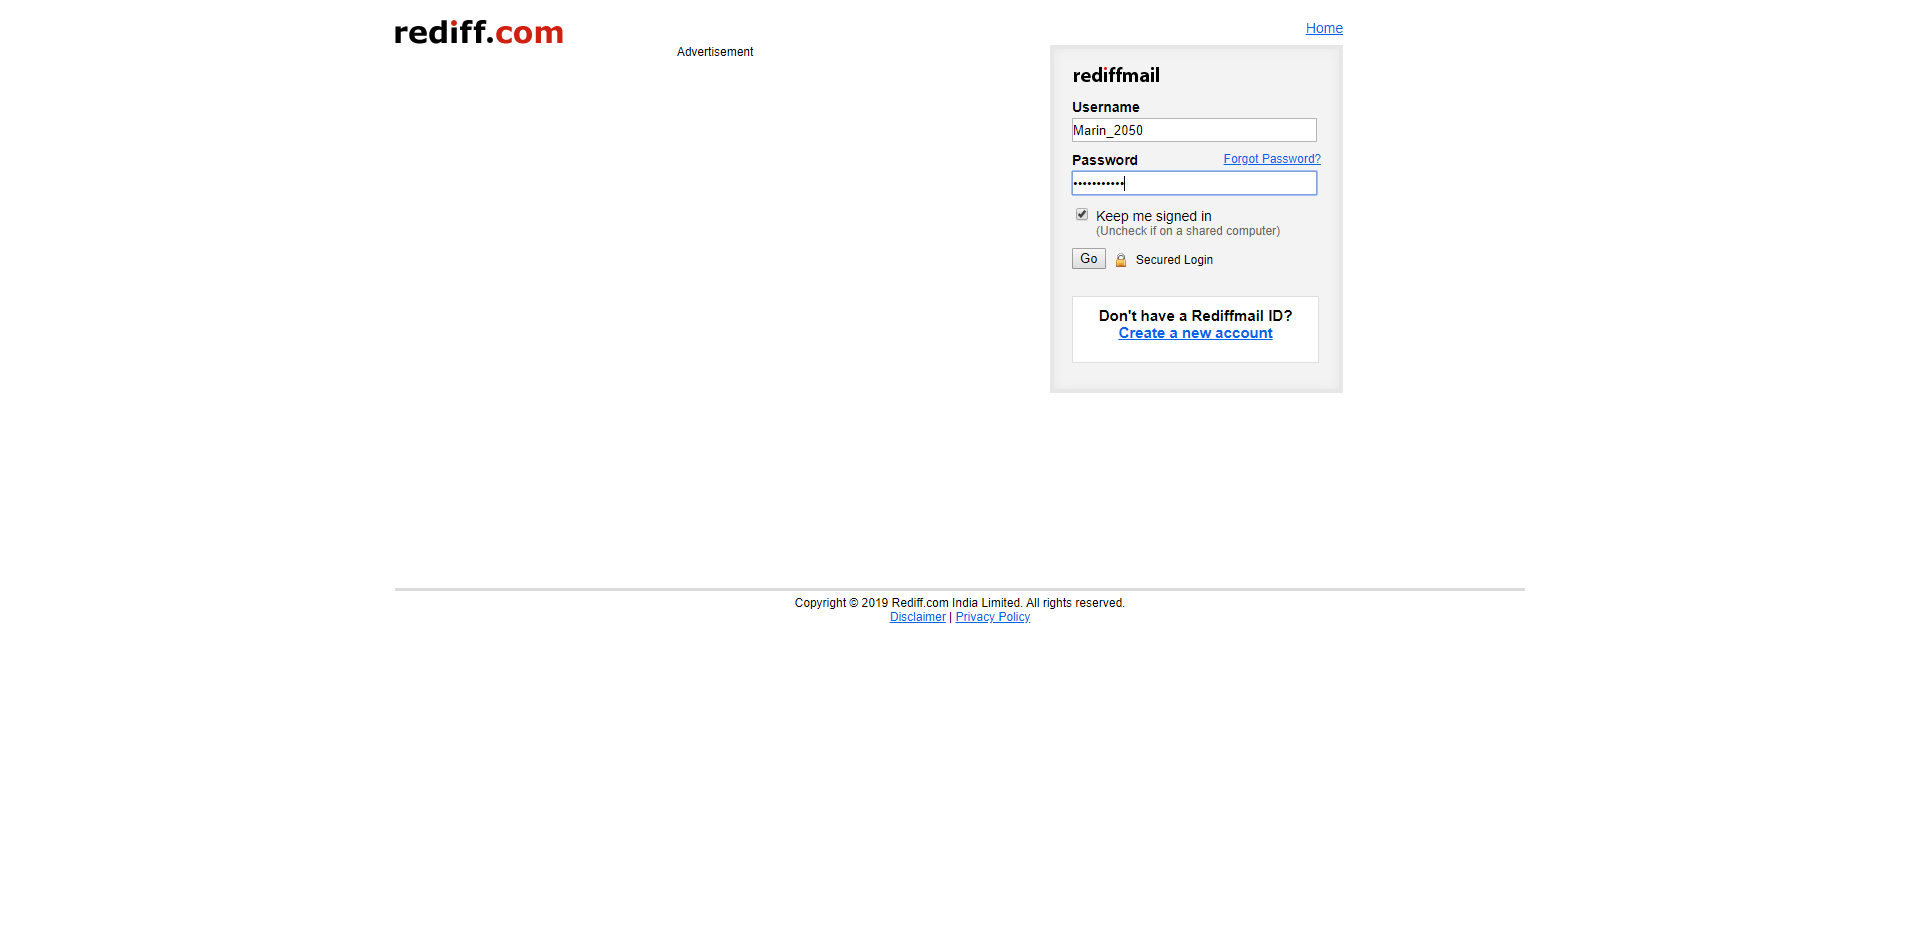 rediff.com
Home
Advertisement
rediffmail
Username
Marin_2050
Password Forgot Password?
•••••••••••
Keep me signed in
(Uncheck if on a shared computer)
Go Secured Login
Don't have a Rediffmail ID?
Create a new account
Copyright © 2019 Rediff.com India Limited. All rights reserved.
Disclaimer | Privacy Policy